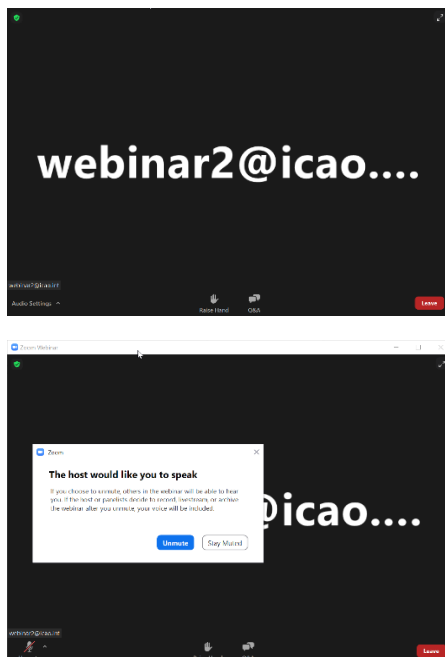 webinar2@icao....
webinar2@icao.int
Audio Settings
Raise Hand
Q&A
Leave
Zoom Webinar
Zoom
The host would like you to speak
If you choose to unmute, others in the webinar will be able to hear
you. If the host or panelists decide to record, livestream, or archive
the webinar after you unmute, your voice will be included.
Unmute
Stay Muted
icao....
webinar2@icao.int
Leave